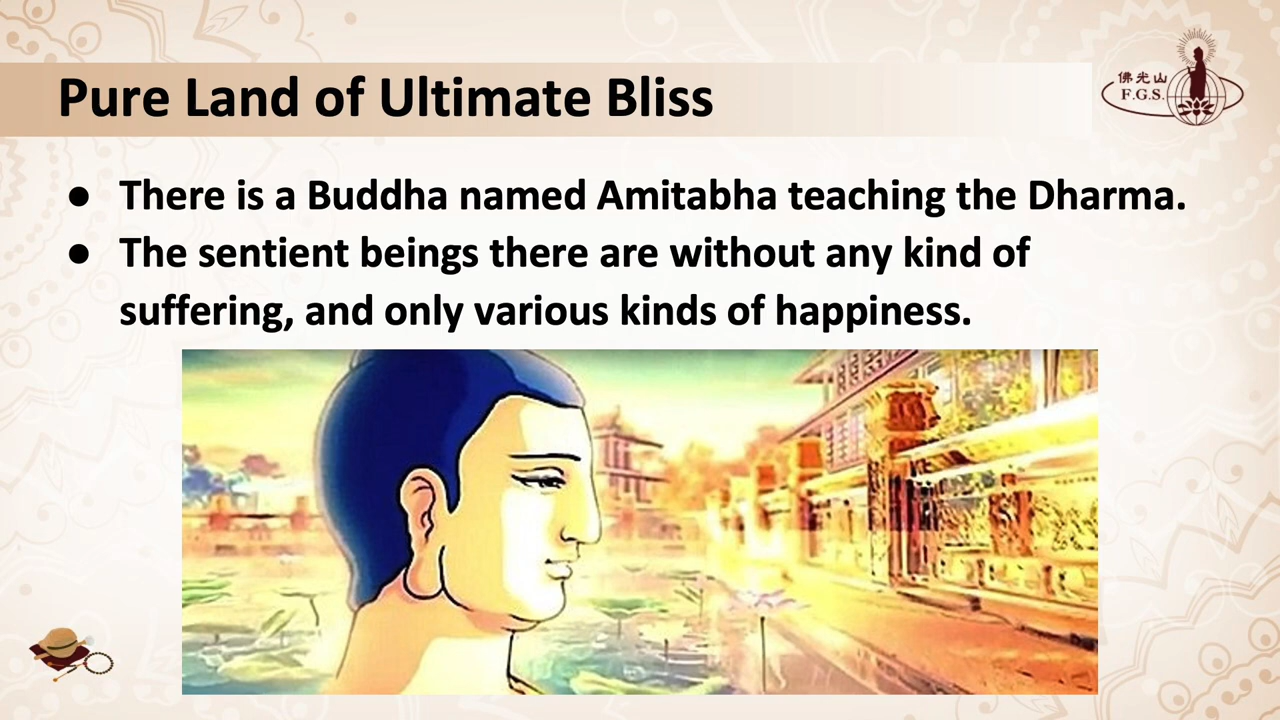 Pure Land of Ultimate Bliss
佛光山
F.G.S.
● There is a Buddha named Amitabha teaching the Dharma.
● The sentient beings there are without any kind of
suffering, and only various kinds of happiness.